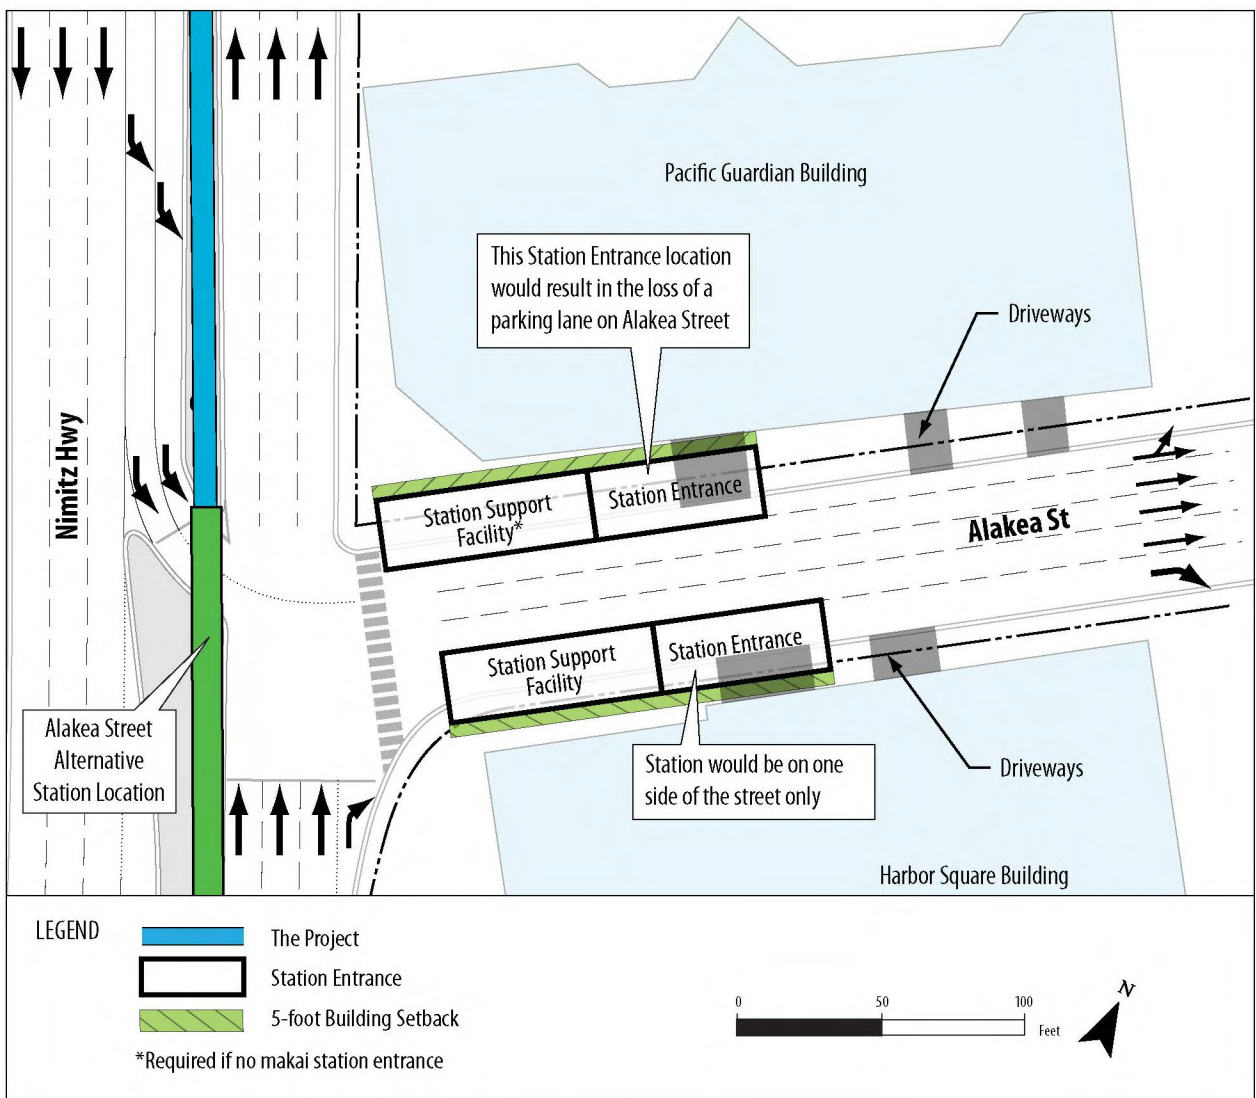 Pacific Guardian Building
This Station Entrance location
would result in the loss of a
parking lane on Alakea Street
Driveways
Nimitz Hwy
Station Support
Facility*
Station Entrance
Alakea St
Station Support
Facility
Station Entrance
Alakea Street
Alternative
Station Location
Station would be on one
side of the street only
Driveways
Harbor Square Building
LEGEND
The Project
Station Entrance
5-foot Building Setback
*Required if no makai station entrance
0 50 100
Feet
N